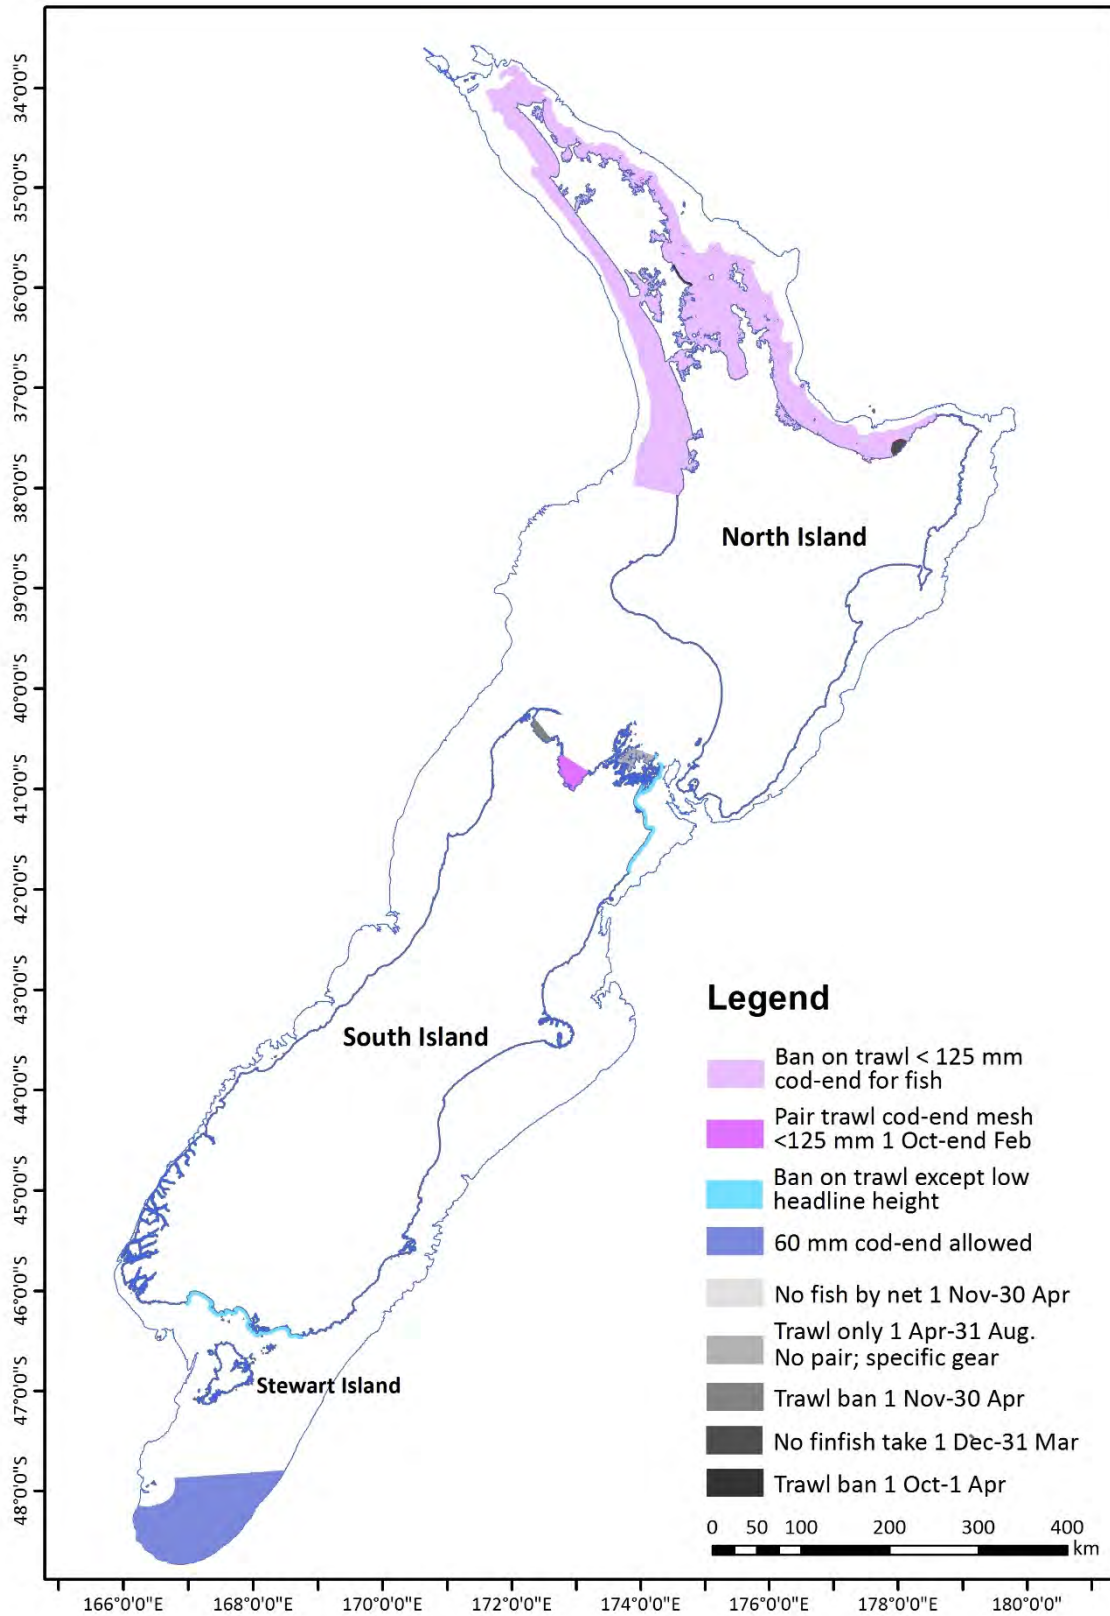 34°0'0"S
35°0'0"S
36°0'0"S
37°0'0"S
38°0'0"S
39°0'0"S
40°0'0"S
41°0'0"S
42°0'0"S
43°0'0"S
44°0'0"S
45°0'0"S
46°0'0"S
47°0'0"S
48°0'0"S
North Island
South Island
Stewart Island
Legend
Ban on trawl < 125 mm
cod-end for fish
Pair trawl cod-end mesh
<125 mm 1 Oct-end Feb
Ban on trawl except low
headline height
60 mm cod-end allowed
No fish by net 1 Nov-30 Apr
Trawl only 1 Apr-31 Aug.
No pair; specific gear
Trawl ban 1 Nov-30 Apr
No finfish take 1 Dec-31 Mar
Trawl ban 1 Oct-1 Apr
0 50 100 200 300 400
km
166°0'0"E 168°0'0"E 170°0'0"E 172°0'0"E 174°0'0"E 176°0'0"E 178°0'0"E 180°0'0"